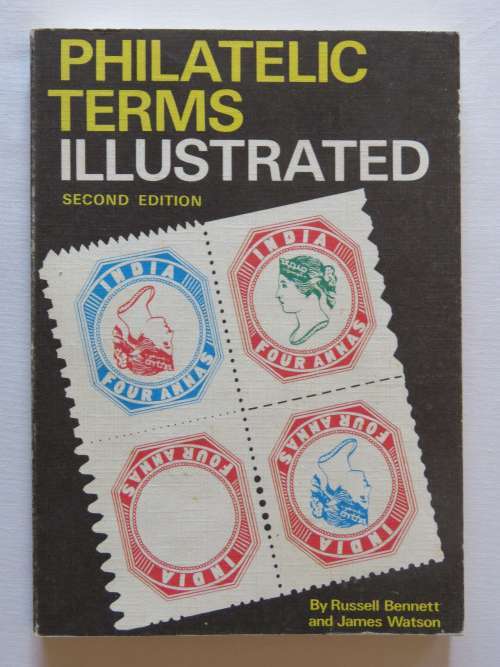 PHILATELIC
TERMS
ILLUSTRATED
SECOND EDITION
INDIA
FOUR ANNAS
INDIA
FOUR ANNAS
FOUR ANNAS
INDIA
FOUR ANNAS
INDIA
By Russell Bennett
and James Watson